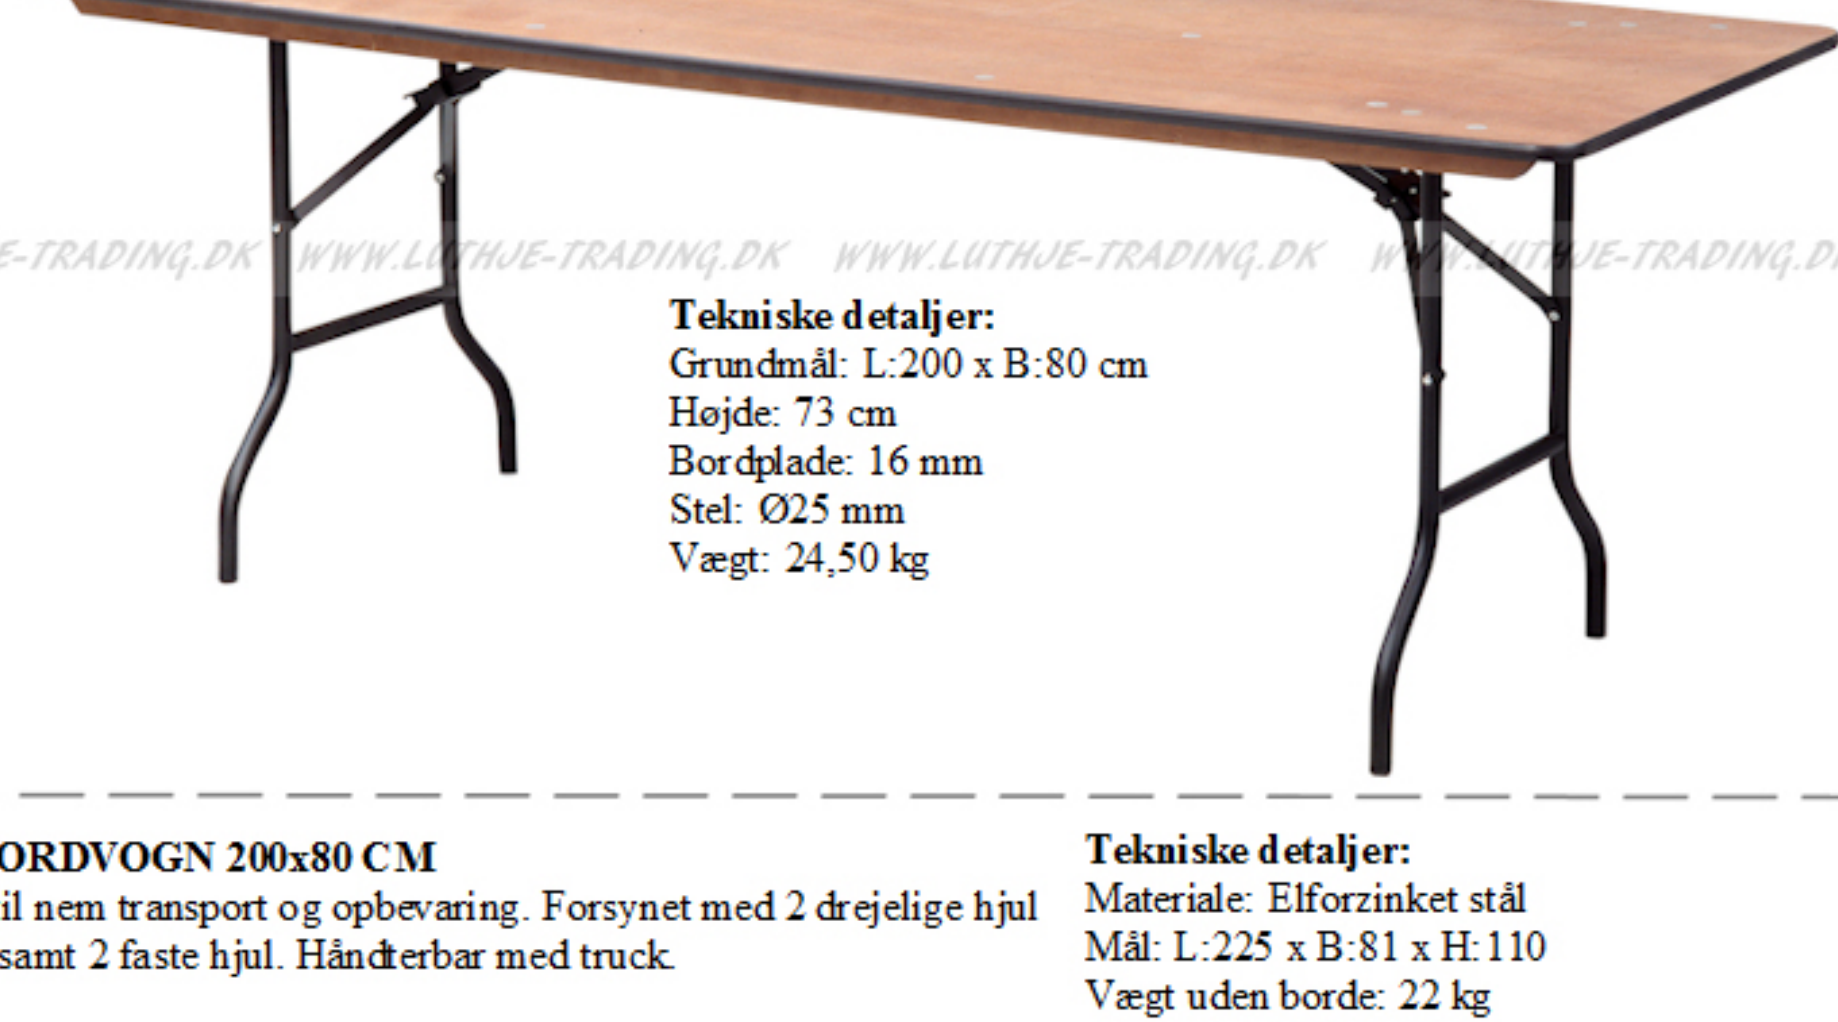 E-TRADING.DK WWW.LUTHJE-TRADING.DK WWW.LUTHJE-TRADING.DK WWW.LUTHJE-TRADING.D
Tekniske detaljer:
Grundmål: L:200 x B:80 cm
Højde: 73 cm
Bordplade: 16 mm
Stel: Ø25 mm
Vægt: 24,50 kg
ORDVOGN 200x80 CM
il nem transport og opbevaring. Forsynet med 2 drejelige hjul
samt 2 faste hjul. Håndterbar med truck.
Tekniske detaljer:
Materiale: Elforzinket stål
Mål: L:225 x B:81 x H:110
Vægt uden borde: 22 kg